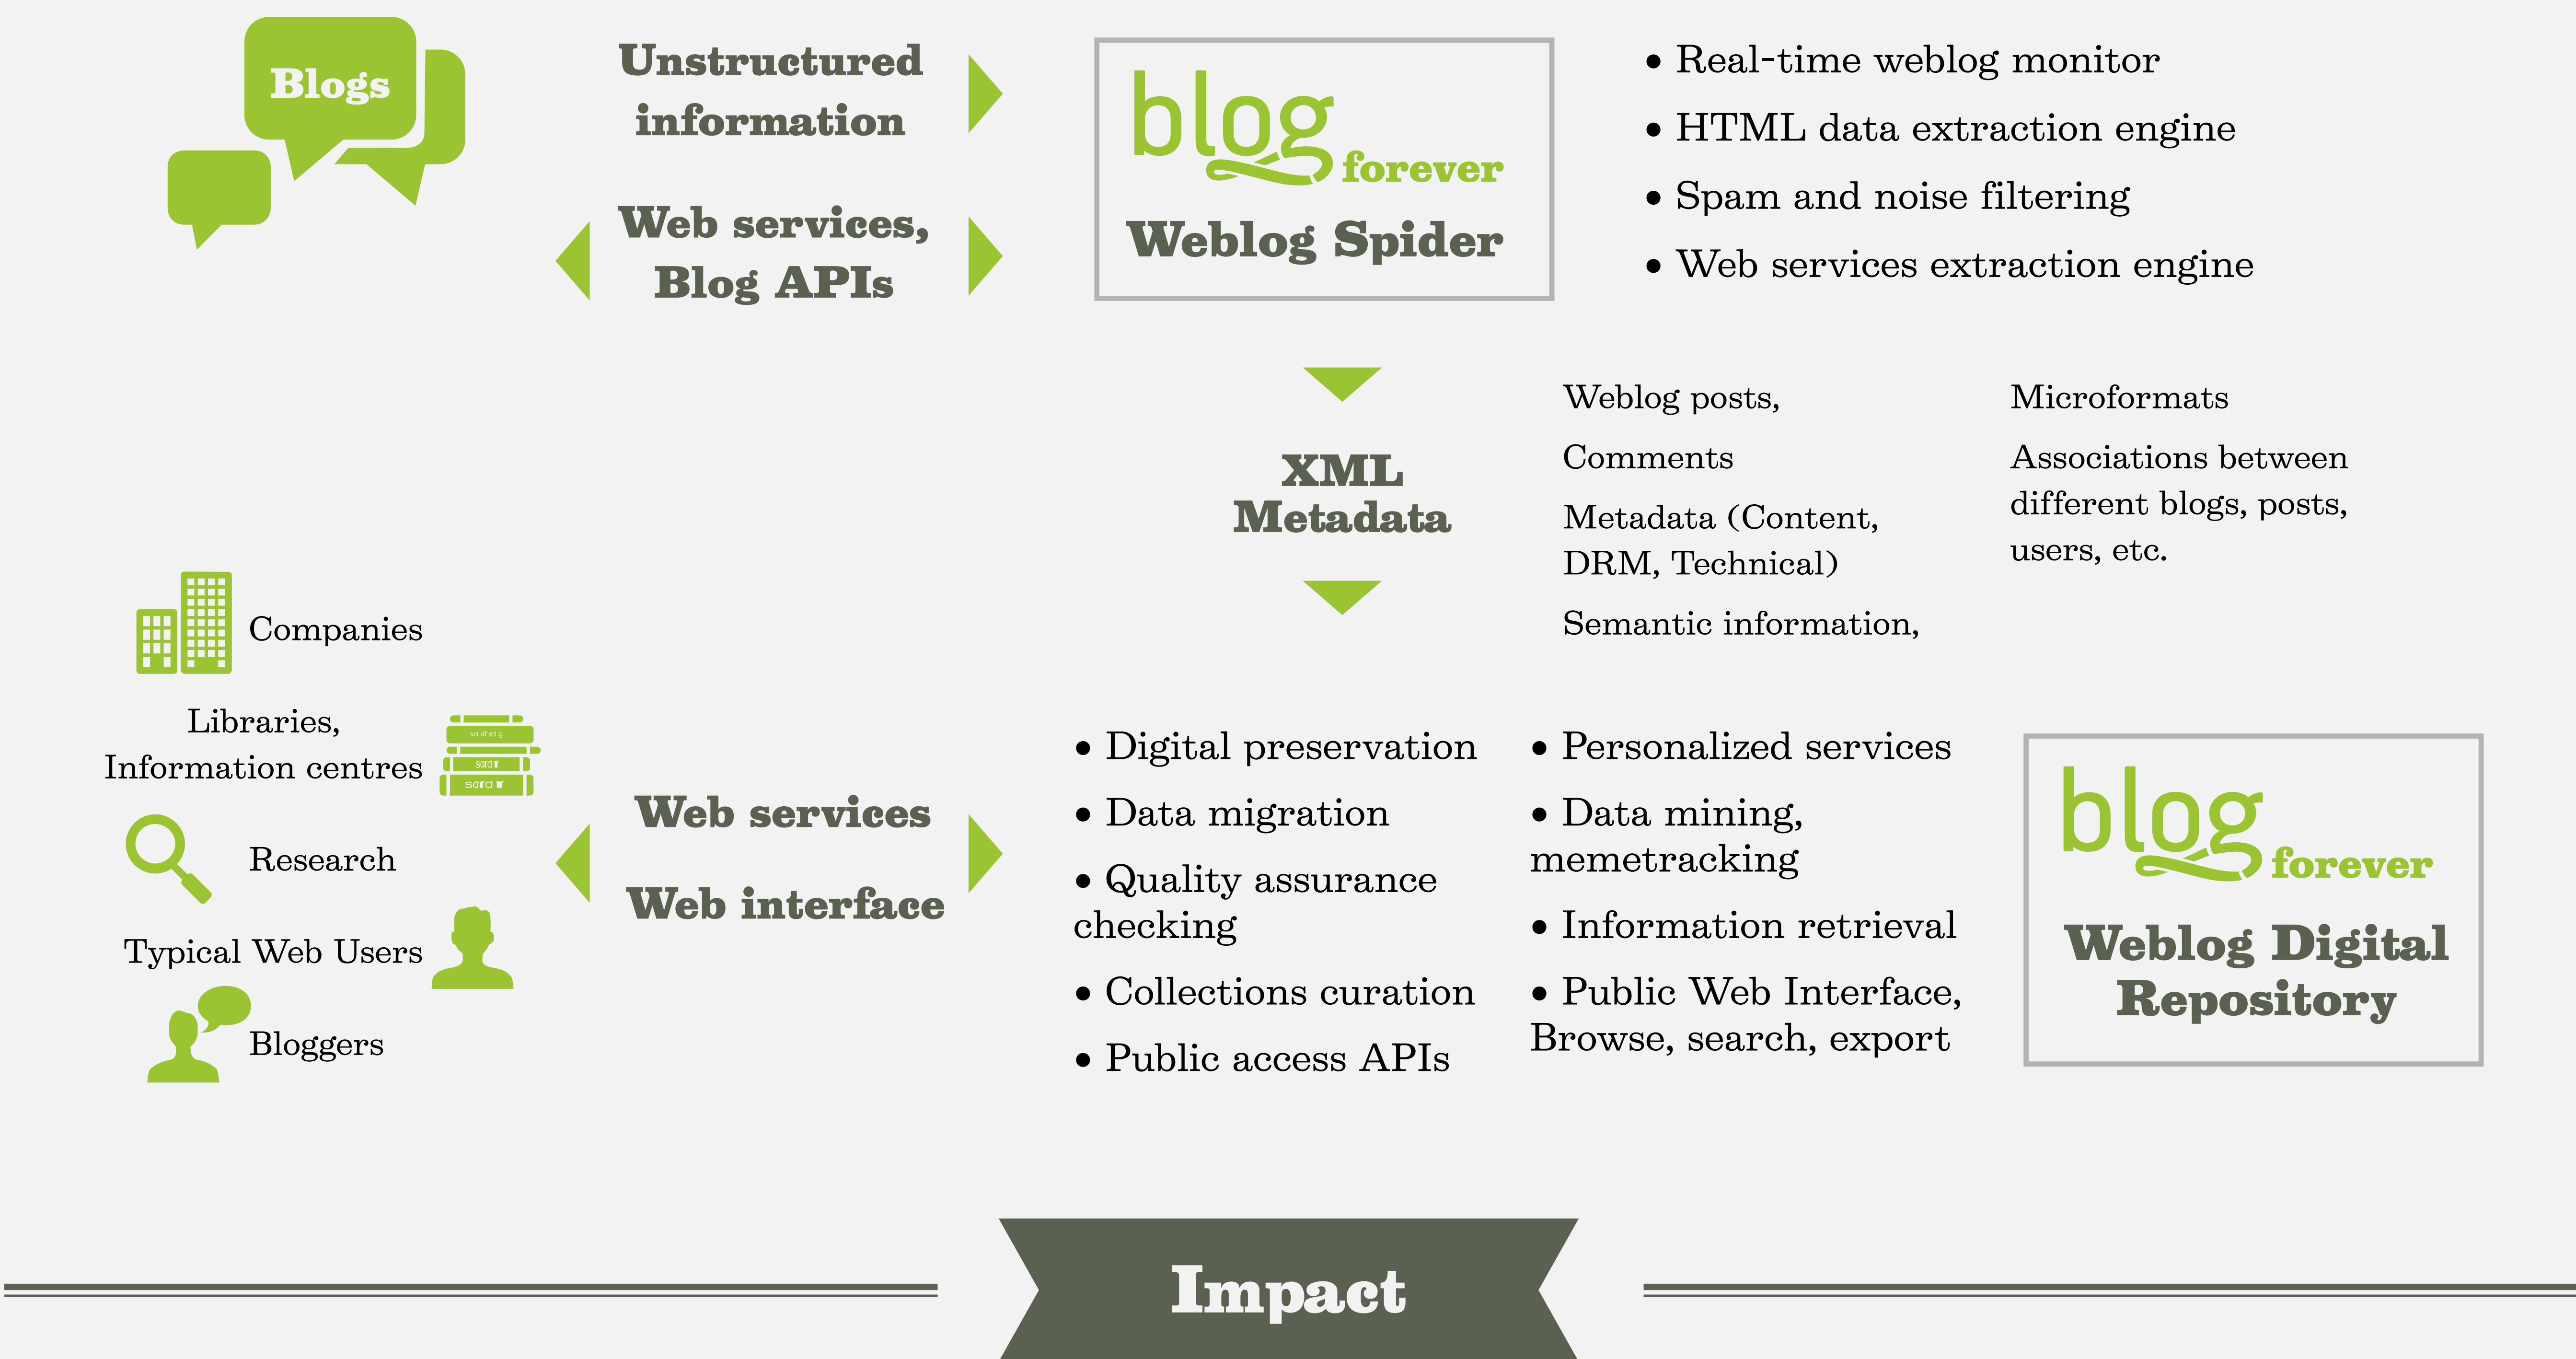 Blogs
Unstructured
information
Web services,
Blog APIs
blog forever
Weblog Spider
• Real-time weblog monitor
• HTML data extraction engine
• Spam and noise filtering
• Web services extraction engine
XML
Metadata
Weblog posts,
Comments
Metadata (Content,
DRM, Technical)
Semantic information,
Microformats
Associations between
different blogs, posts,
users, etc.
Companies
Libraries,
Information centres
Research
Typical Web Users
Bloggers
Web services
Web interface
• Digital preservation
• Data migration
• Quality assurance
checking
• Collections curation
• Public access APIs
• Personalized services
• Data mining,
memetracking
• Information retrieval
• Public Web Interface,
Browse, search, export
blog forever
Weblog Digital
Repository
Impact